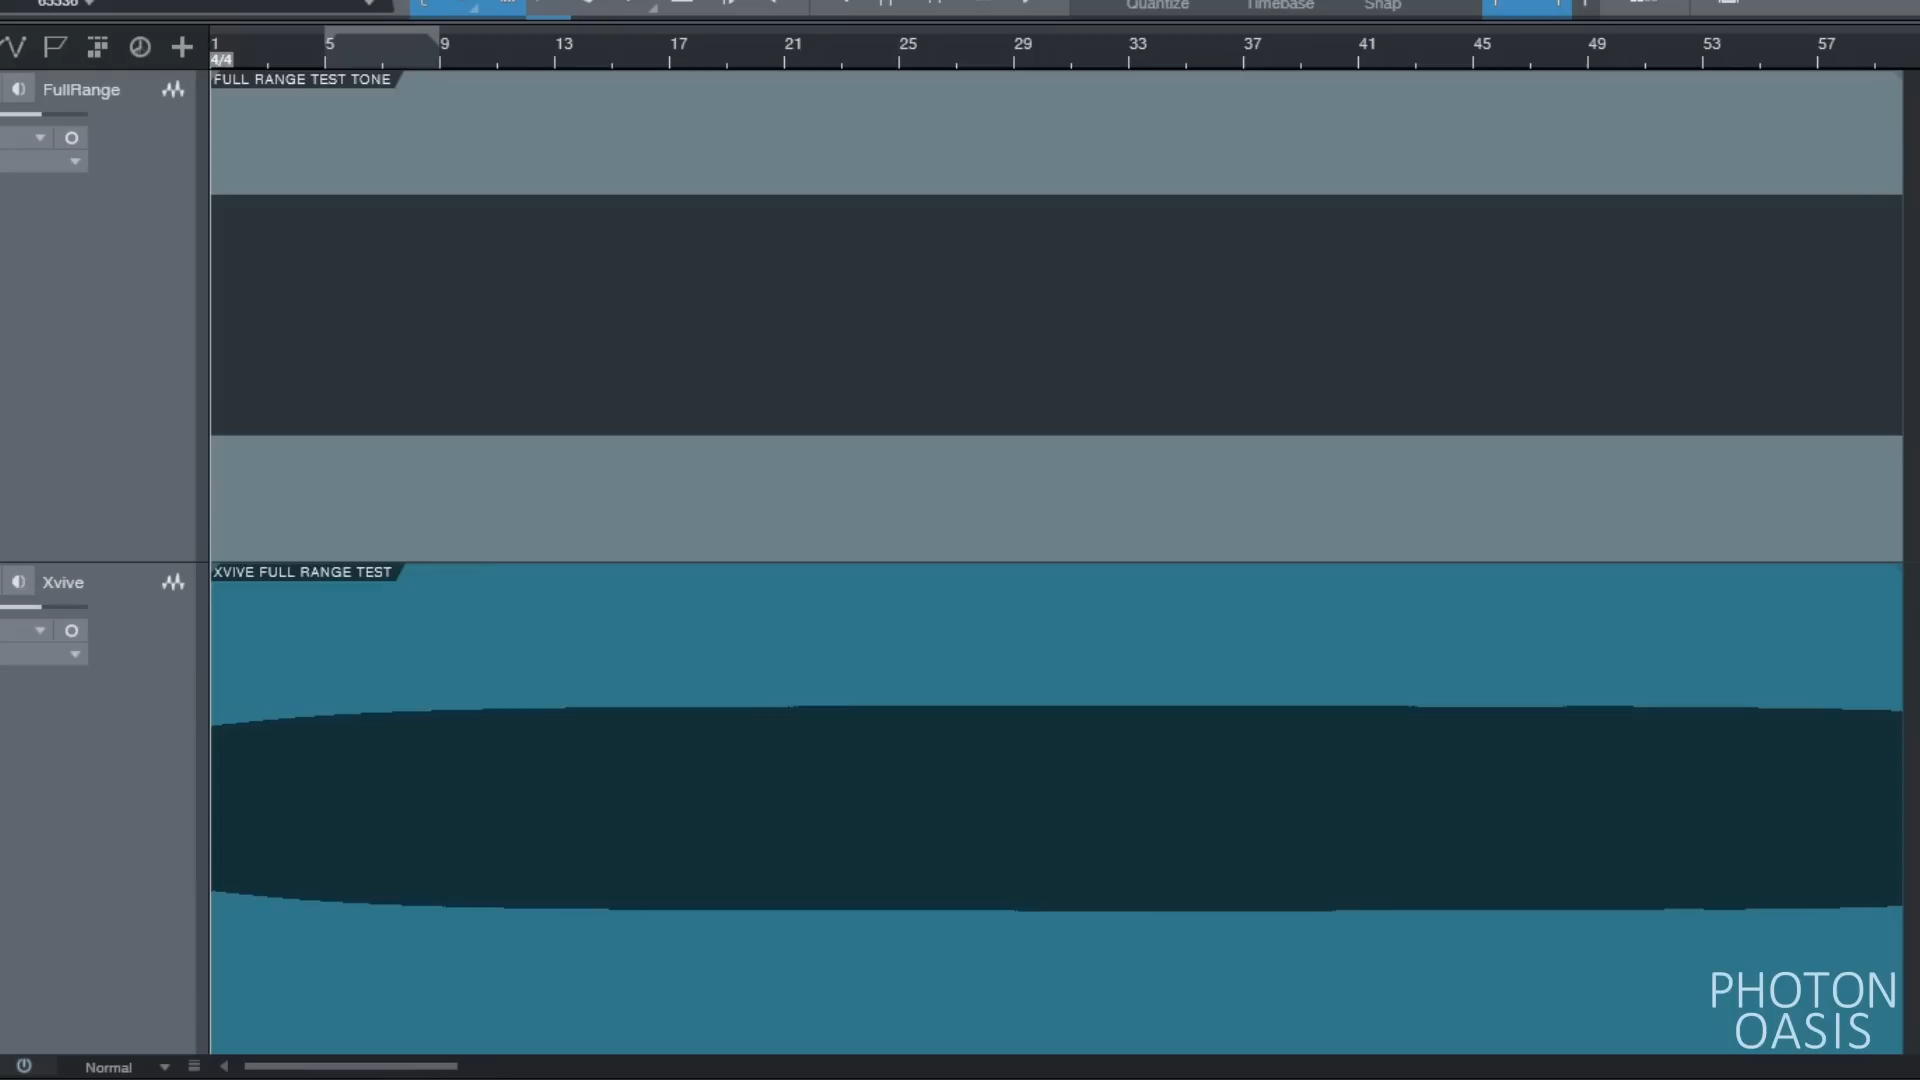 65536
Quantize Timebase Snap
1 5 9 13 17 21 25 29 33 37 41 45 49 53 57
4/4
FULL RANGE TEST TONE
FullRange
XVIVE FULL RANGE TEST
Xvive
PHOTON
OASIS
Normal